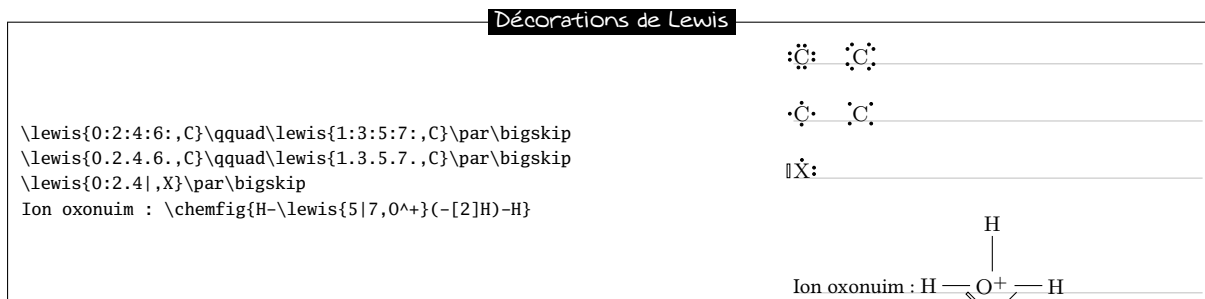 Décorations de Lewis
\lewis{0:2:4:6:,C}\qquad\lewis{1:3:5:7:,C}\par\bigskip
\lewis{0.2.4.6.,C}\qquad\lewis{1.3.5.7.,C}\par\bigskip
\lewis{0:2.4|,X}\par\bigskip
Ion oxonuim : \chemfig{H-\lewis{5|7,O^+}(-[2]H)-H}
C C
C C
X
H
Ion oxonuim : H O+ H